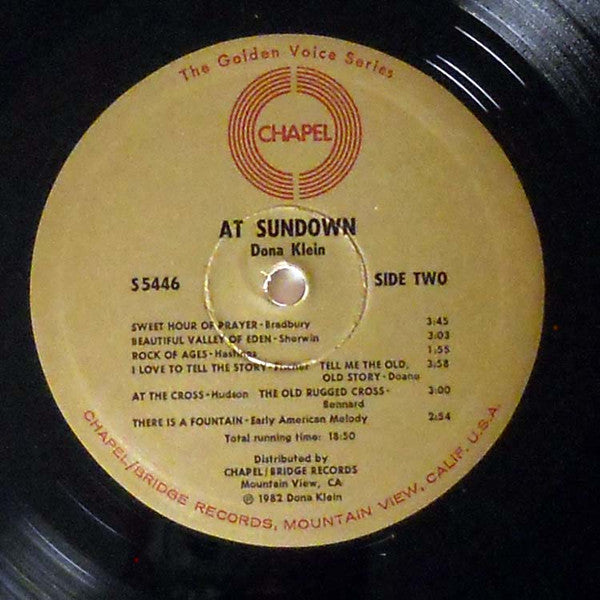 The Golden Voice Series
CHAPEL
AT SUNDOWN
Dona Klein
S 5446
SIDE TWO
SWEET HOUR OF PRAYER - Bradbury 3:45
BEAUTIFUL VALLEY OF EDEN - Sherwin 3:03
ROCK OF AGES - Hastings 1:55
I LOVE TO TELL THE STORY - Fischer TELL ME THE OLD, 3:58
OLD STORY - Doane
AT THE CROSS - Hudson THE OLD RUGGED CROSS - 3:00
Bennard
THERE IS A FOUNTAIN - Early American Melody 2:54
Total running time: 18:50
Distributed by
CHAPEL/BRIDGE RECORDS
Mountain View, CA
℗ 1982 Dona Klein
CHAPEL/BRIDGE RECORDS, MOUNTAIN VIEW, CALIF. U.S.A.